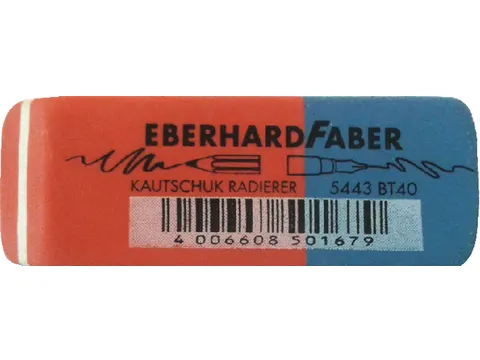 EBERHARDFABER
KAUTSCHUK RADIERER 5443 BT40
4 006608 501679